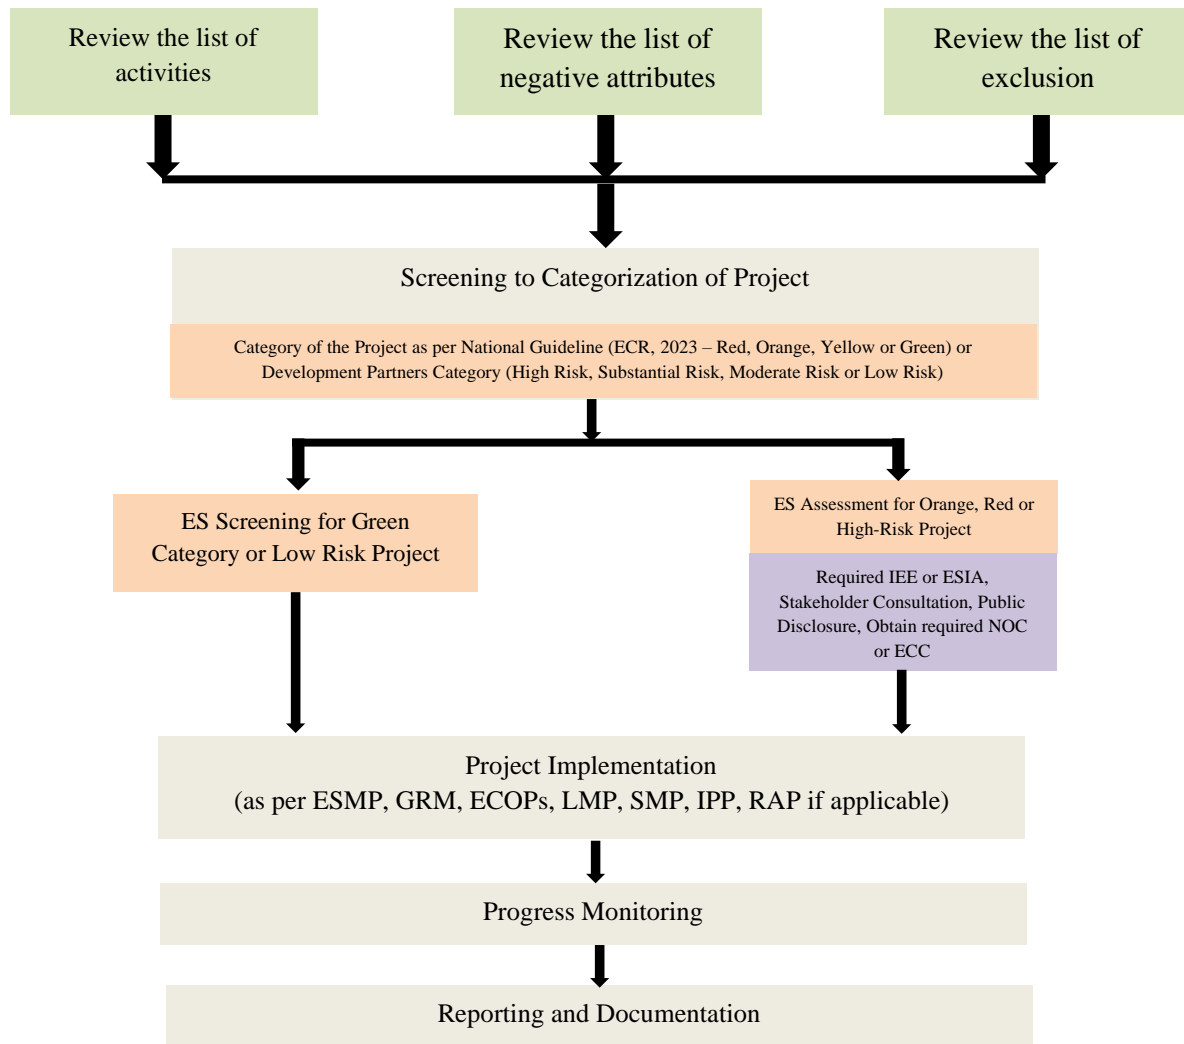 Review the list of
activities
Review the list of
negative attributes
Review the list of
exclusion
Screening to Categorization of Project
Category of the Project as per National Guideline (ECR, 2023 – Red, Orange, Yellow or Green) or
Development Partners Category (High Risk, Substantial Risk, Moderate Risk or Low Risk)
ES Screening for Green
Category or Low Risk Project
ES Assessment for Orange, Red or
High-Risk Project
Required IEE or ESIA,
Stakeholder Consultation, Public
Disclosure, Obtain required NOC
or ECC
Project Implementation
(as per ESMP, GRM, ECOPs, LMP, SMP, IPP, RAP if applicable)
Progress Monitoring
Reporting and Documentation